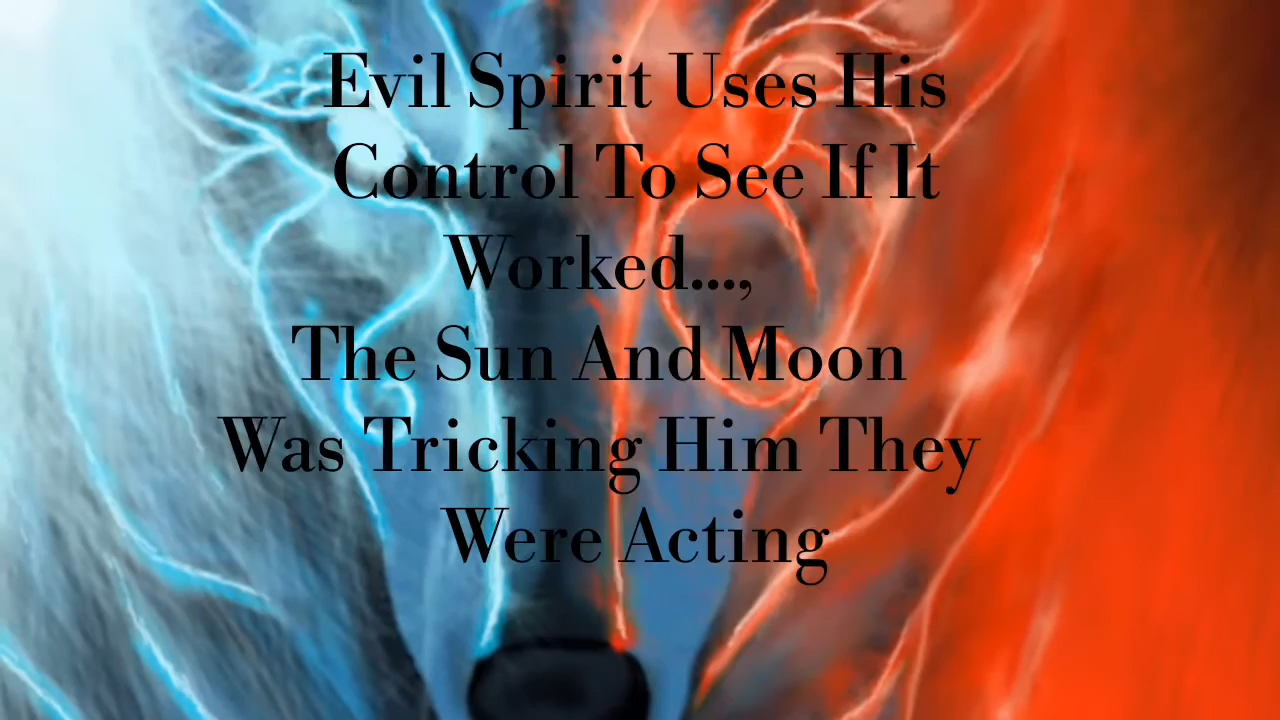 Evil Spirit Uses His
Control To See If It
Worked...,
The Sun And Moon
Was Tricking Him They
Were Acting